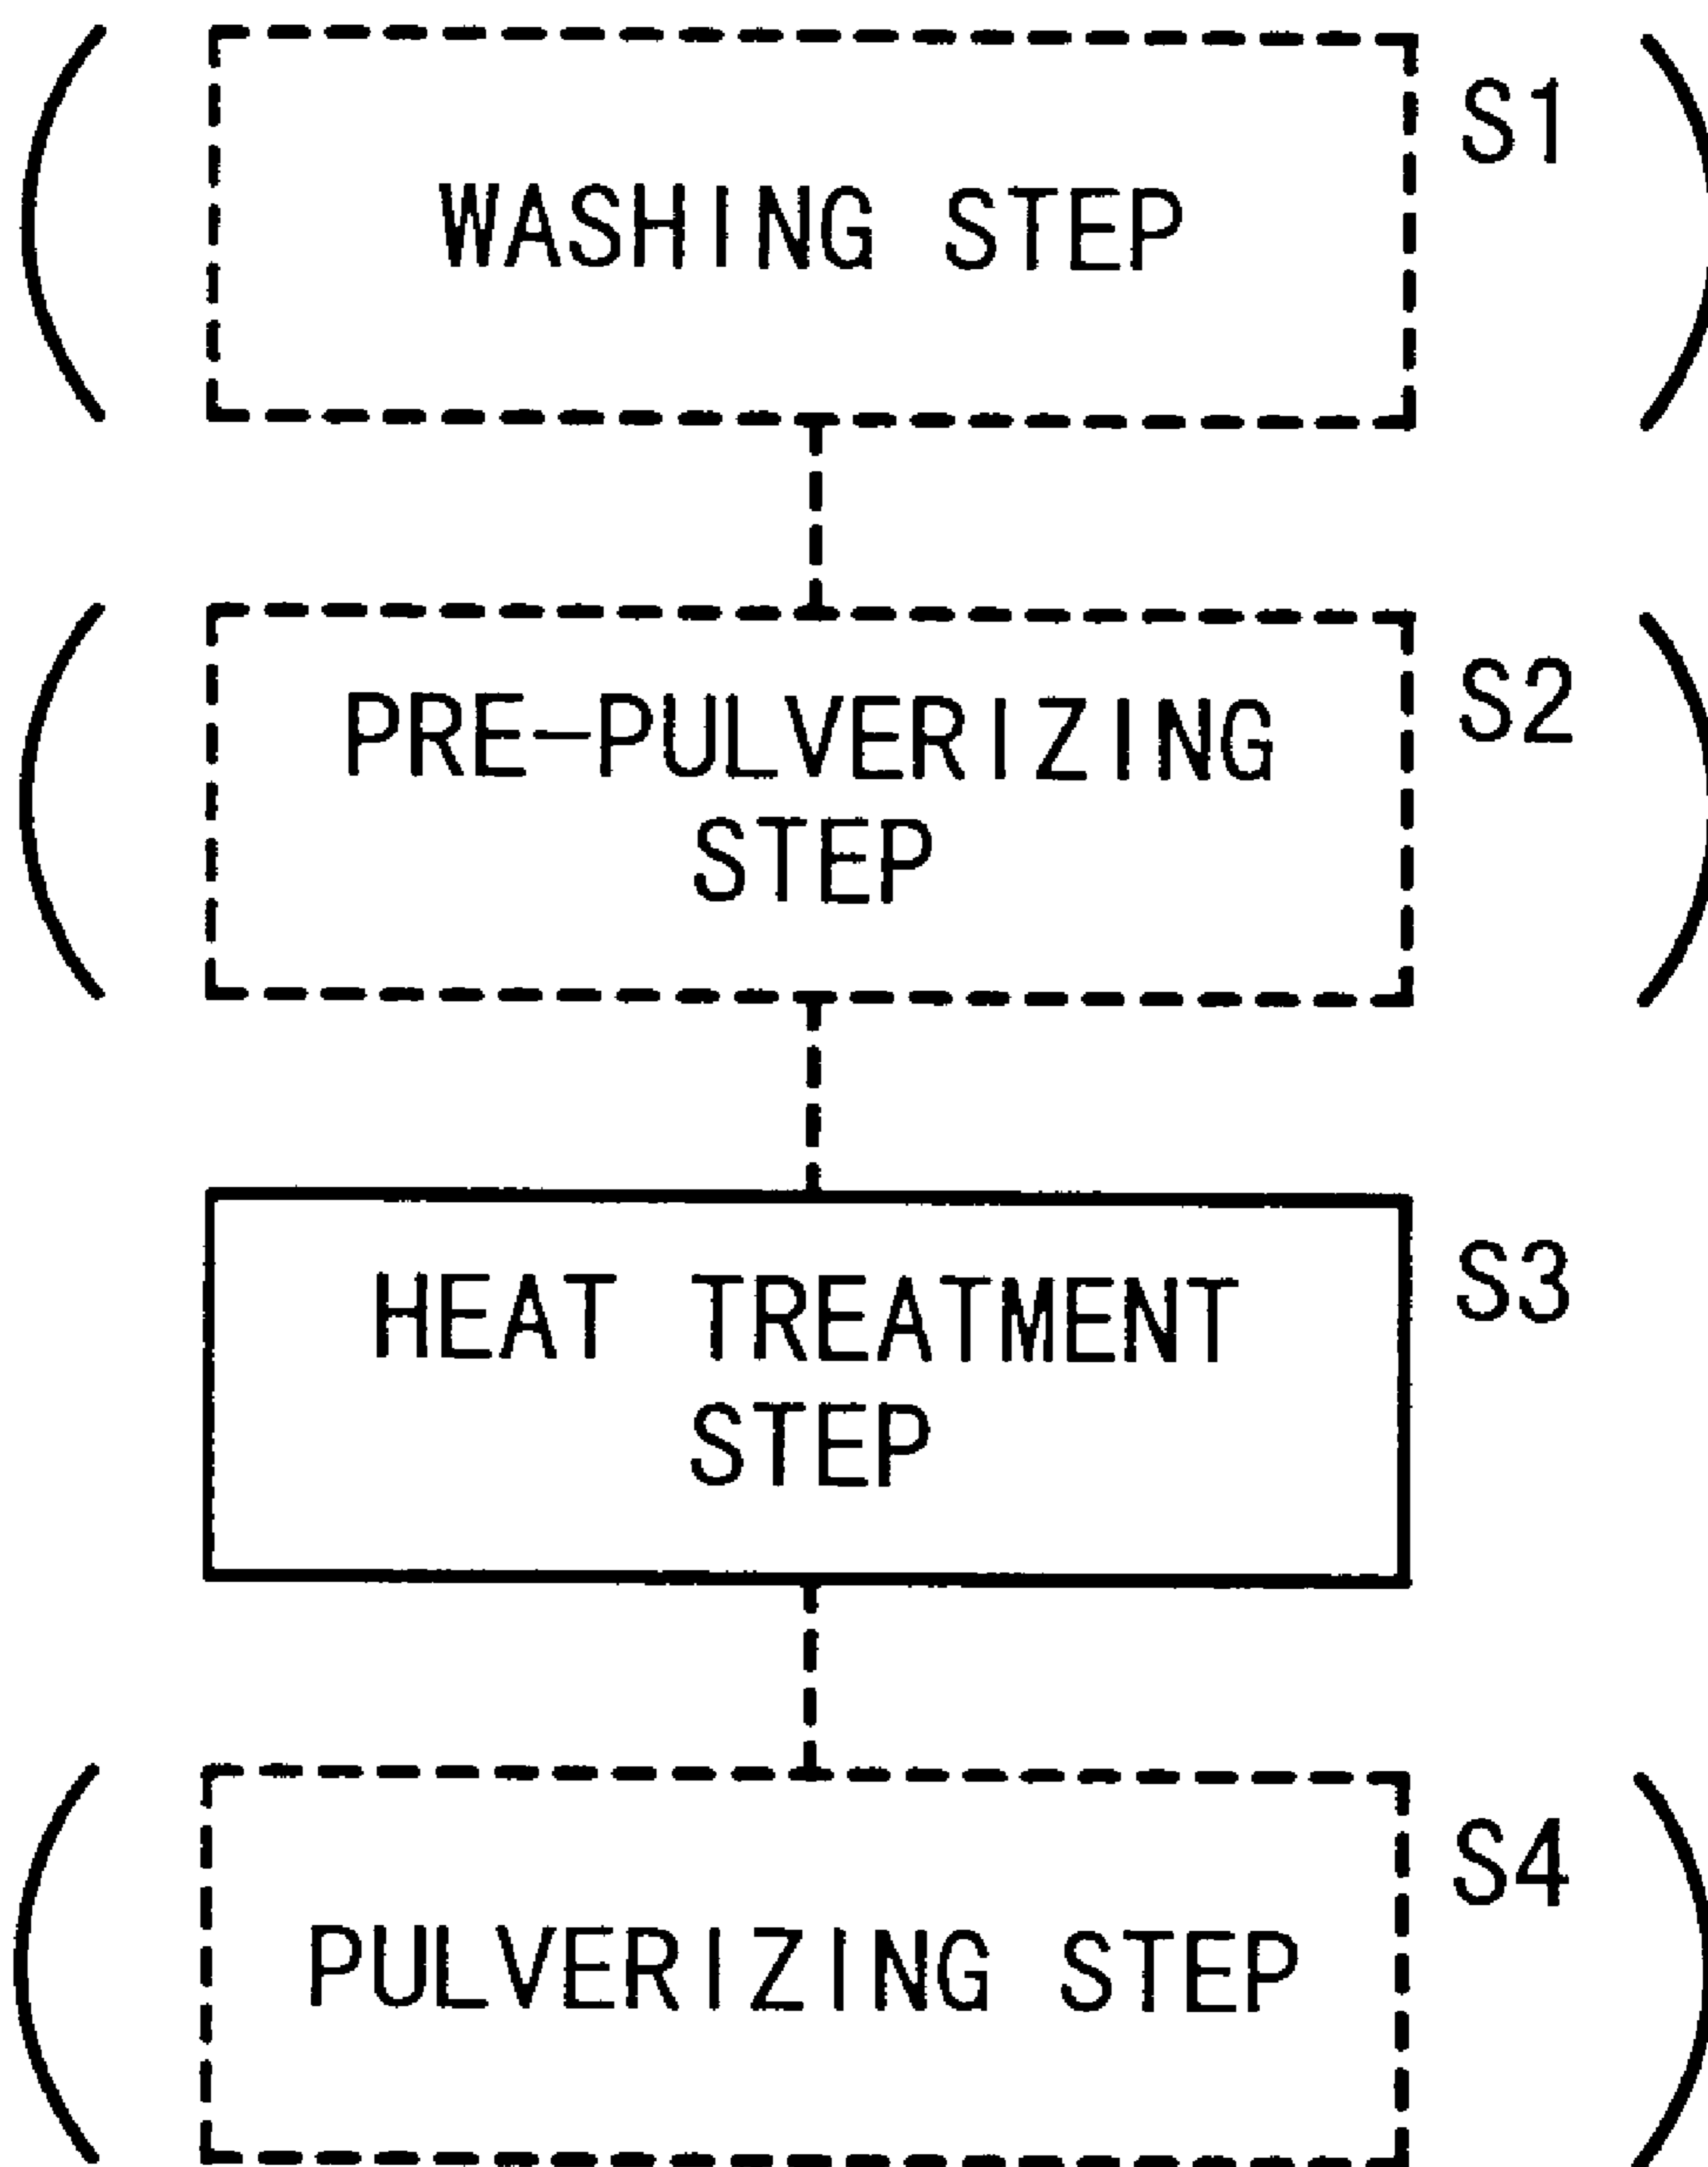 WASHING STEP S1
PRE-PULVERIZING S2
STEP
HEAT TREATMENT S3
STEP
PULVERIZING STEP S4